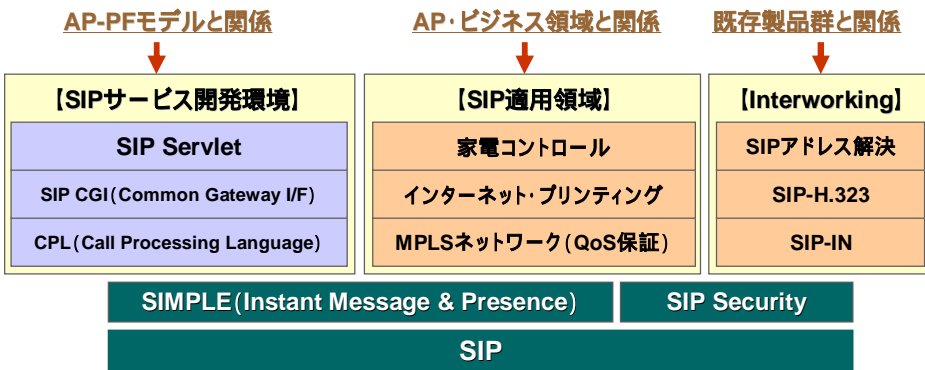 AP-PFモデルと関係
AP・ビジネス領域と関係
既存製品群と関係
【SIPサービス開発環境】
SIP Servlet
SIP CGI(Common Gateway I/F)
CPL(Call Processing Language)
【SIP適用領域】
家電コントロール
インターネット・プリンティング
MPLSネットワーク(QoS保証)
【Interworking】
SIPアドレス解決
SIP-H.323
SIP-IN
SIMPLE(Instant Message & Presence)
SIP Security
SIP